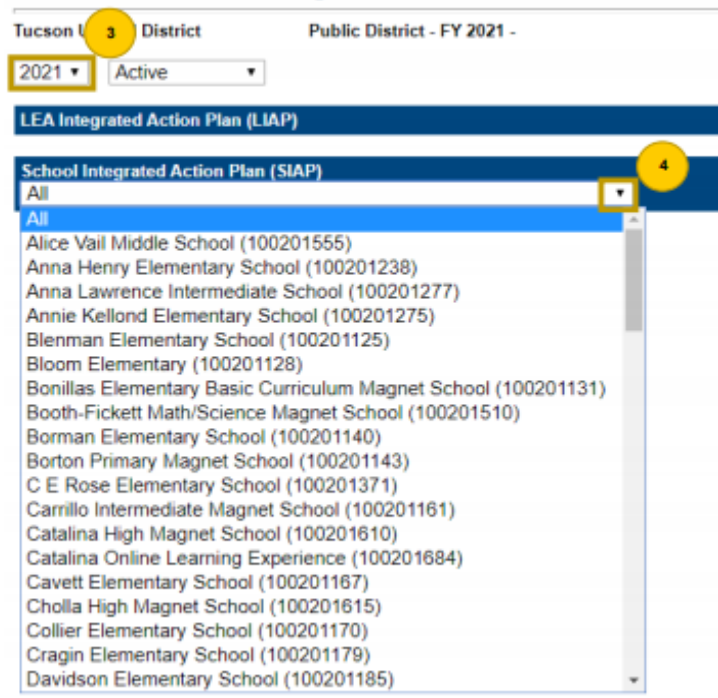 Tucson U 3 District Public District - FY 2021 -
2021 Active
LEA Integrated Action Plan (LIAP)
4
School Integrated Action Plan (SIAP)
All
All
Alice Vail Middle School (100201555)
Anna Henry Elementary School (100201238)
Anna Lawrence Intermediate School (100201277)
Annie Kellond Elementary School (100201275)
Blenman Elementary School (100201125)
Bloom Elementary (100201128)
Bonillas Elementary Basic Curriculum Magnet School (100201131)
Booth-Fickett Math/Science Magnet School (100201510)
Borman Elementary School (100201140)
Borton Primary Magnet School (100201143)
C E Rose Elementary School (100201371)
Carrillo Intermediate Magnet School (100201161)
Catalina High Magnet School (100201610)
Catalina Online Learning Experience (100201684)
Cavett Elementary School (100201167)
Cholla High Magnet School (100201615)
Collier Elementary School (100201170)
Cragin Elementary School (100201179)
Davidson Elementary School (100201185)